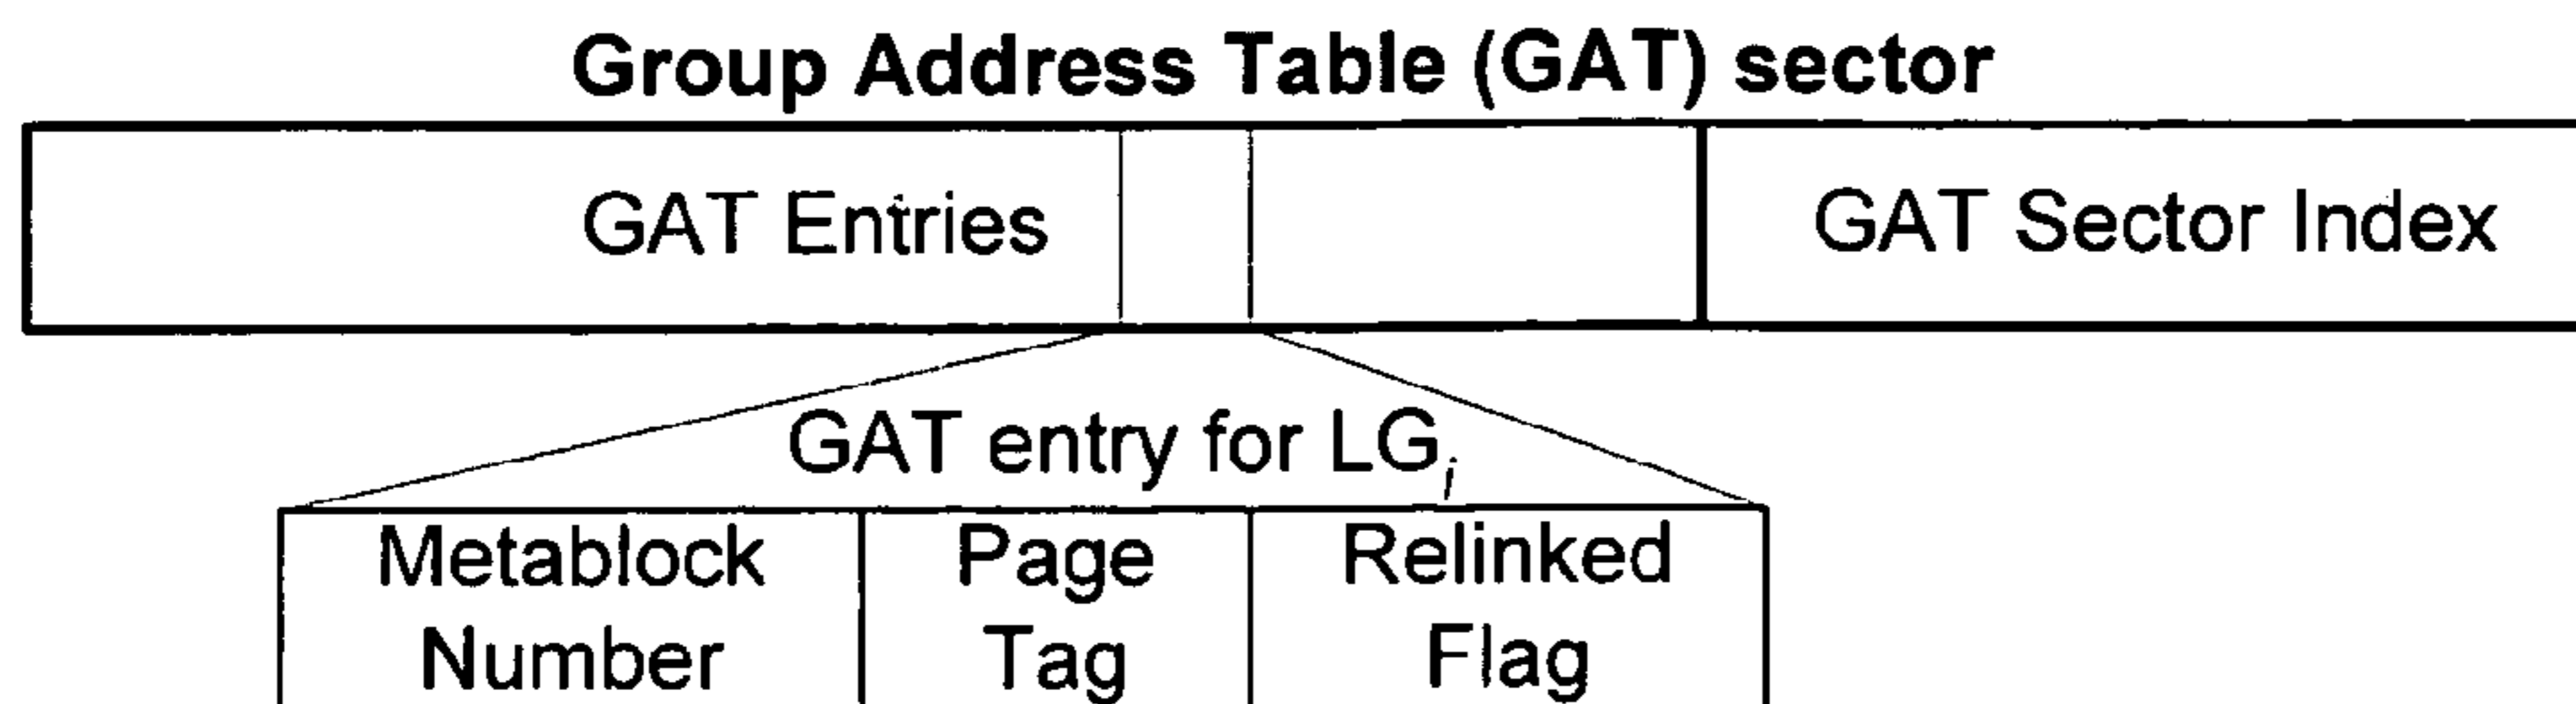 Group Address Table (GAT) sector
GAT Entries GAT Sector Index
GAT entry for LGi
Metablock Page Relinked
Number Tag Flag